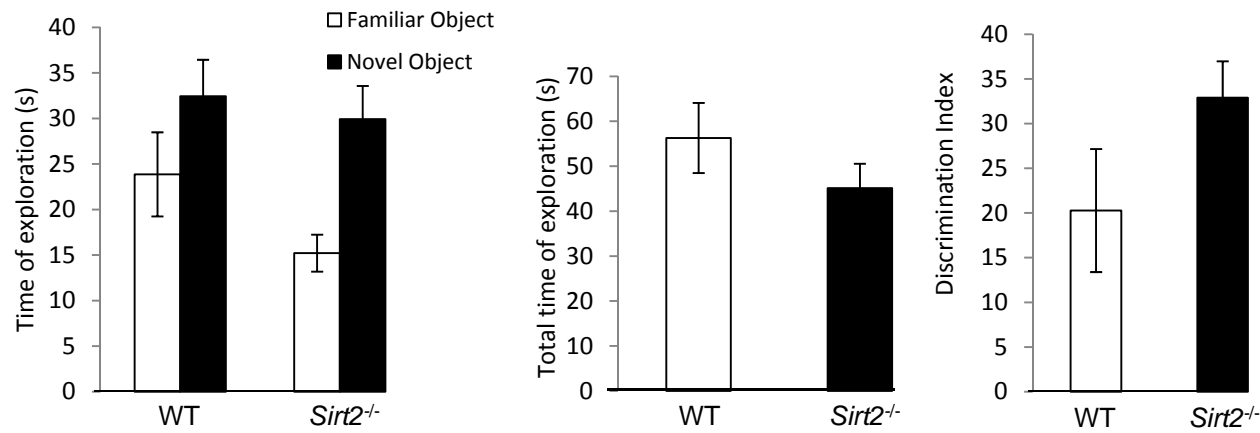 Time of exploration (s)
40
35
30
25
20
15
10
5
0
Familiar Object
Novel Object
WT
Sirt2-/-
Total time of exploration (s)
70
60
50
40
30
20
10
0
WT
Sirt2-/-
Discrimination Index
40
35
30
25
20
15
10
5
0
WT
Sirt2-/-